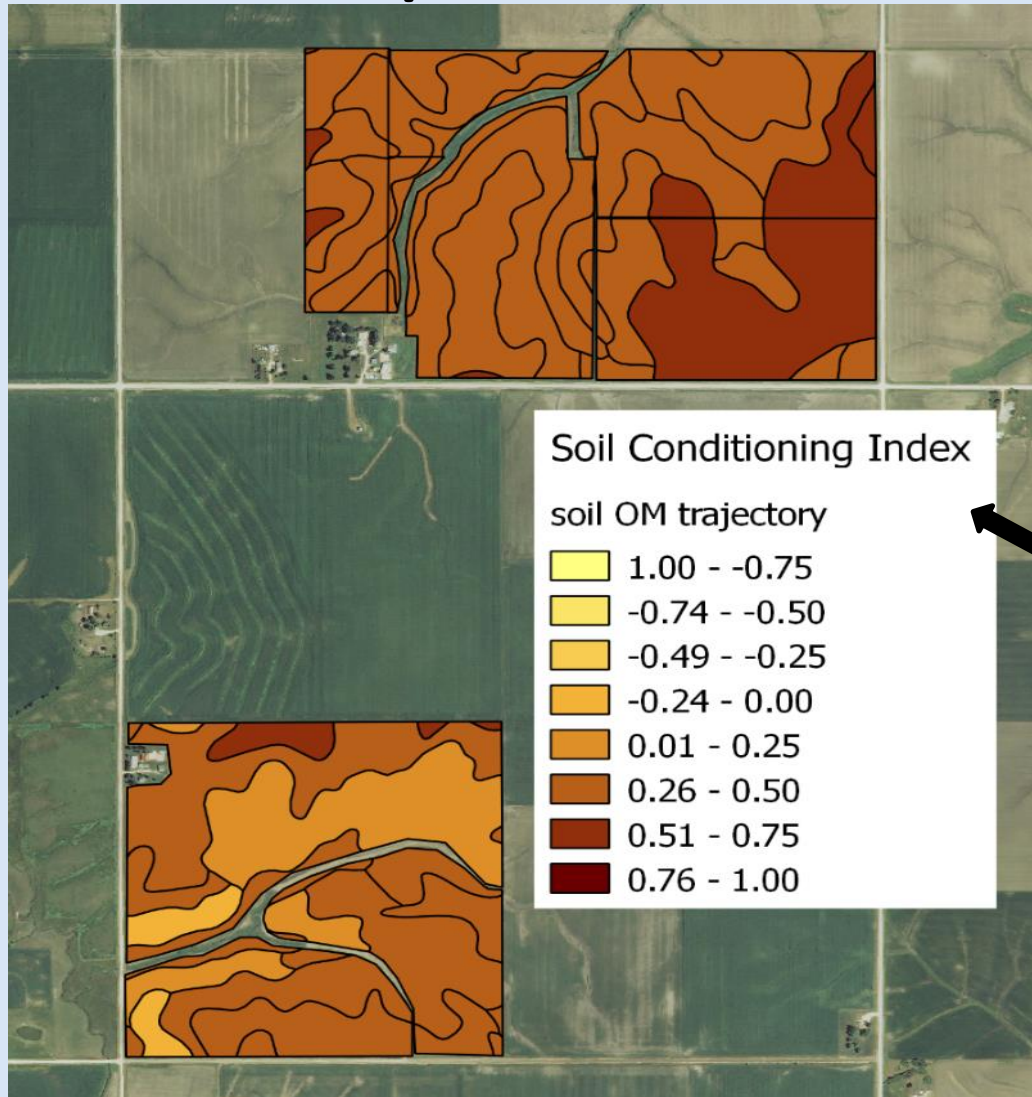 Soil Conditioning Index
soil OM trajectory
1.00 - -0.75
-0.74 - -0.50
-0.49 - -0.25
-0.24 - 0.00
0.01 - 0.25
0.26 - 0.50
0.51 - 0.75
0.76 - 1.00